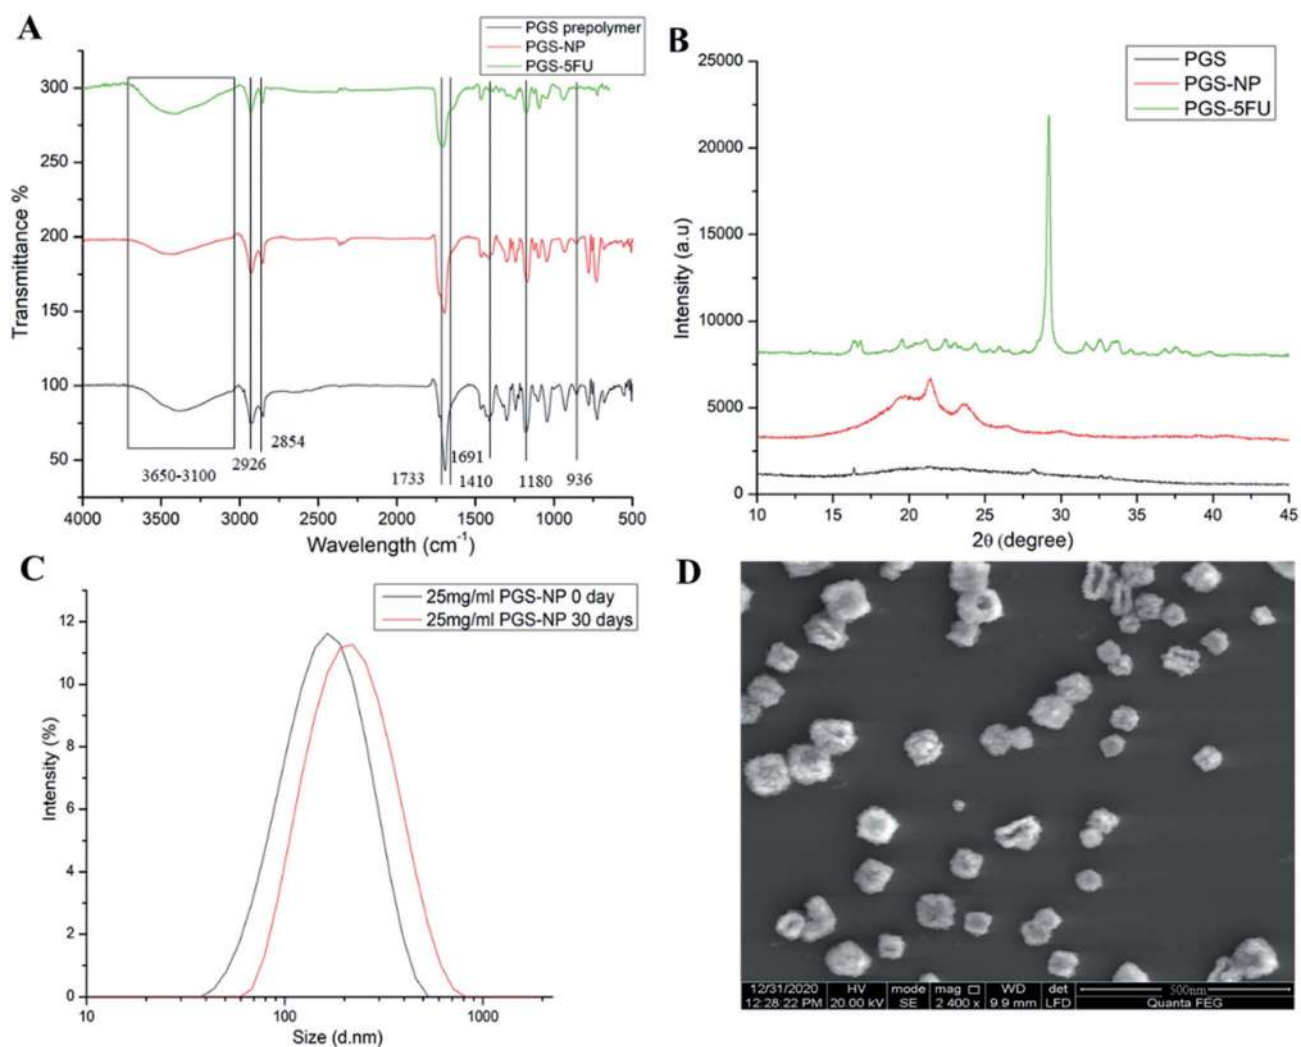 A
PGS prepolymer
PGS-NP
PGS-5FU
Transmittance %
300
250
200
150
100
50
3650-3100
2926
2854
1733
1691
1410
1180
936
4000 3500 3000 2500 2000 1500 1000 500
Wavelength (cm⁻¹)
B
PGS
PGS-NP
PGS-5FU
Intensity (a.u)
25000
20000
15000
10000
5000
0
10 15 20 25 30 35 40 45
2θ (degree)
C
25mg/ml PGS-NP 0 day
25mg/ml PGS-NP 30 days
Intensity (%)
12
10
8
6
4
2
0
10 100 1000
Size (d.nm)
D
12/31/2020 HV mode mag □ WD det 500nm
12:28:22 PM 20.00 kV SE 2 400 x 9.9 mm LFD Quanta FEG